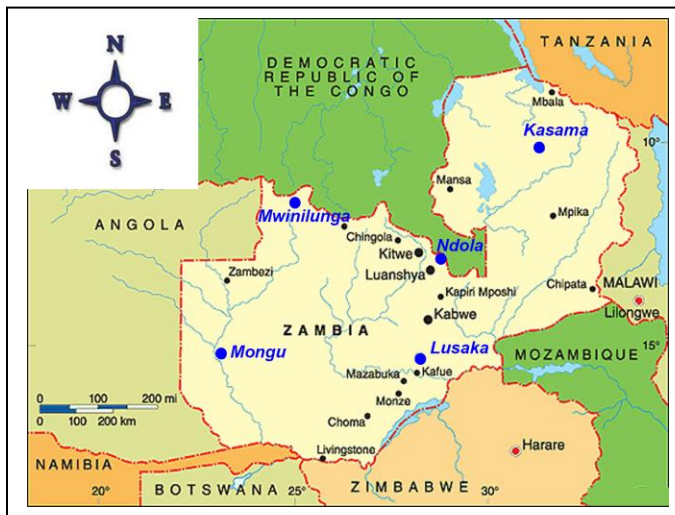 N
W E
S
DEMOCRATIC
REPUBLIC OF
THE CONGO
TANZANIA
Mbala
Kasama
10°
Mansa
Mwinilunga
Mpika
ANGOLA
Chingola
Ndola
Kitwe
Zambezi
Luanshya
Chipata
MALAWI
Kapiri Mposhi
Lilongwe
Kabwe
ZAMBIA
Mongu
Lusaka
15°
MOZAMBIQUE
Mazabuka
Kafue
0 100 200 mi
0 100 200 km
Monze
Choma
Livingstone
Harare
NAMIBIA
20°
BOTSWANA
25°
ZIMBABWE
30°